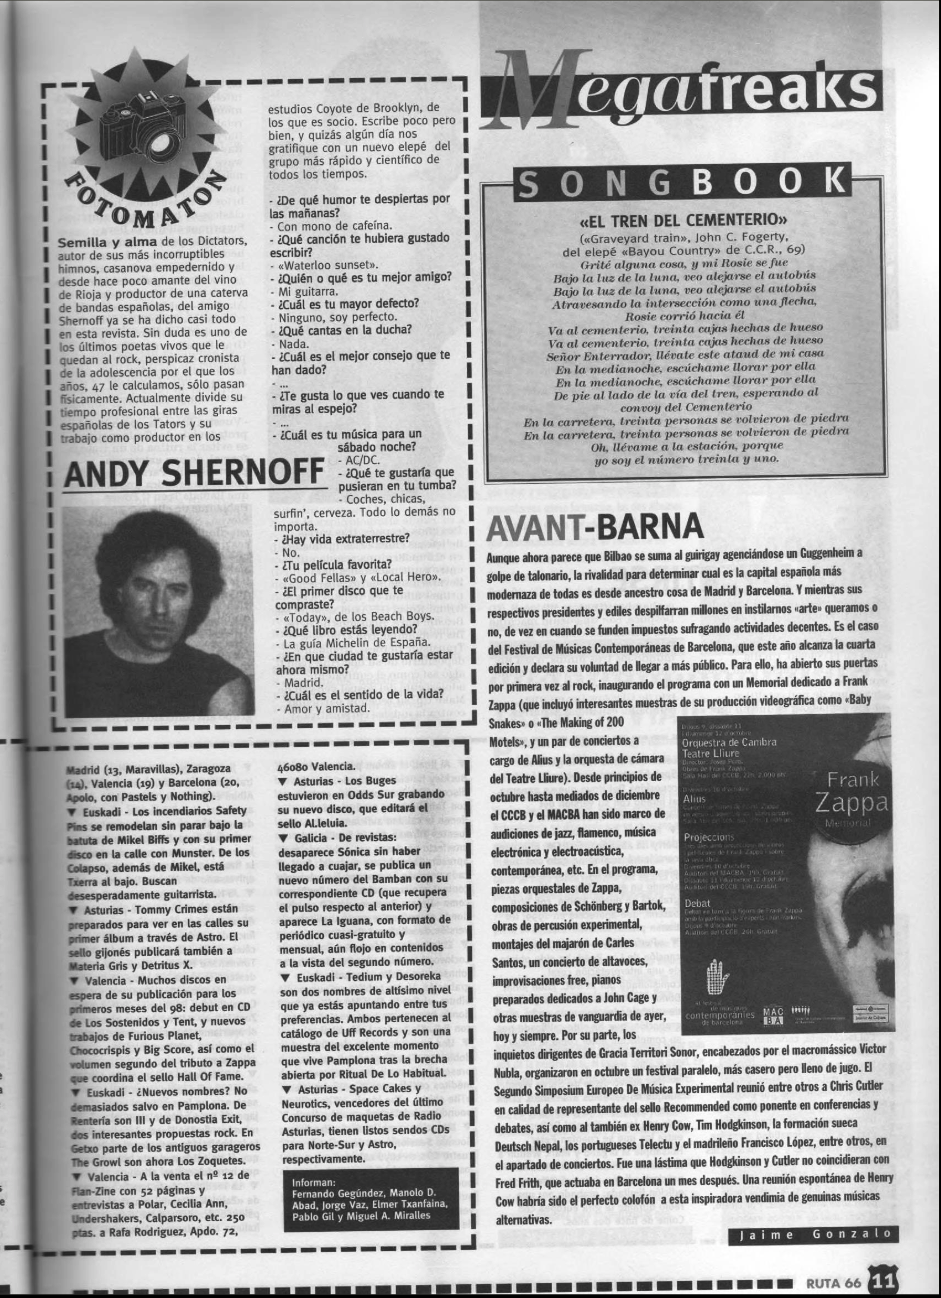 FOTOMATON
Semilla y alma de los Dictators,
autor de sus más incorruptibles
himnos, casanova empedernido y
desde hace poco amante del vino
de Rioja y productor de una caterva
de bandas españolas, del amigo
Shernoff ya se ha dicho casi todo
en esta revista. Sin duda es uno de
los últimos poetas vivos que le
quedan al rock, perspicaz cronista
de la adolescencia por el que los
años, 47 le calculamos, sólo pasan
físicamente. Actualmente divide su
tiempo profesional entre las giras
españolas de los Tators y su
trabajo como productor en los
estudios Coyote de Brooklyn, de
los que es socio. Escribe poco pero
bien, y quizás algún día nos
gratifique con un nuevo elepé del
grupo más rápido y científico de
todos los tiempos.
ANDY SHERNOFF
- ¿De qué humor te despiertas por
las mañanas?
- Con mono de cafeína.
- ¿Qué canción te hubiera gustado
escribir?
- «Waterloo sunset».
- ¿Quién o qué es tu mejor amigo?
- Mi guitarra.
- ¿Cuál es tu mayor defecto?
- Ninguno, soy perfecto.
- ¿Qué cantas en la ducha?
- Nada.
- ¿Cuál es el mejor consejo que te
han dado?
- ...
- ¿Te gusta lo que ves cuando te
miras al espejo?
- ...
- ¿Cuál es tu música para un
sábado noche?
- AC/DC.
- ¿Qué te gustaría que
pusieran en tu tumba?
- Coches, chicas,
surfin', cerveza. Todo lo demás no
importa.
- ¿Hay vida extraterrestre?
- No.
- ¿Tu película favorita?
- «Good Fellas» y «Local Hero».
- ¿El primer disco que te
compraste?
- «Today», de los Beach Boys.
- ¿Qué libro estás leyendo?
- La guía Michelin de España.
- ¿En que ciudad te gustaría estar
ahora mismo?
- Madrid.
- ¿Cuál es el sentido de la vida?
- Amor y amistad.
Madrid (13, Maravillas), Zaragoza
(14), Valencia (19) y Barcelona (20,
Apolo, con Pastels y Nothing).
▼ Euskadi - Los incendiarios Safety
Pins se remodelan sin parar bajo la
batuta de Mikel Biffs y con su primer
disco en la calle con Munster. De los
Colapso, además de Mikel, está
Txerra al bajo. Buscan
desesperadamente guitarrista.
▼ Asturias - Tommy Crimes están
preparados para ver en las calles su
primer álbum a través de Astro. El
sello gijonés publicará también a
Materia Gris y Detritus X.
▼ Valencia - Muchos discos en
espera de su publicación para los
primeros meses del 98: debut en CD
de Los Sostenidos y Tent, y nuevos
trabajos de Furious Planet,
Chococrispis y Big Score, así como el
volumen segundo del tributo a Zappa
que coordina el sello Hall Of Fame.
▼ Euskadi - ¿Nuevos nombres? No
demasiados salvo en Pamplona. De
Rentería son III y de Donostia Exit,
dos interesantes propuestas rock. En
Getxo parte de los antiguos garageros
The Growl son ahora Los Zoquetes.
▼ Valencia - A la venta el nº 12 de
Flan-Zine con 52 páginas y
entrevistas a Polar, Cecilia Ann,
Undershakers, Calparsoro, etc. 250
ptas. a Rafa Rodriguez, Apdo. 72,
46080 Valencia.
▼ Asturias - Los Buges
estuvieron en Odds Sur grabando
su nuevo disco, que editará el
sello Al.leluia.
▼ Galicia - De revistas:
desaparece Sónica sin haber
llegado a cuajar, se publica un
nuevo número del Bamban con su
correspondiente CD (que recupera
el pulso respecto al anterior) y
aparece La Iguana, con formato de
periódico cuasi-gratuito y
mensual, aún flojo en contenidos
a la vista del segundo número.
▼ Euskadi - Tedium y Desoreka
son dos nombres de altísimo nivel
que ya estás apuntando entre tus
preferencias. Ambos pertenecen al
catálogo de Uff Records y son una
muestra del excelente momento
que vive Pamplona tras la brecha
abierta por Ritual De Lo Habitual.
▼ Asturias - Space Cakes y
Neurotics, vencedores del último
Concurso de maquetas de Radio
Asturias, tienen listos sendos CDs
para Norte-Sur y Astro,
respectivamente.
Informan:
Fernando Gegúndez, Manolo D.
Abad, Jorge Vaz, Elmer Txanfaina,
Pablo Gil y Miguel A. Miralles
Megafreaks
SONGBOOK
«EL TREN DEL CEMENTERIO»
(«Graveyard train», John C. Fogerty,
del elepé «Bayou Country» de C.C.R., 69)
Grité alguna cosa, y mi Rosie se fue
Bajo la luz de la luna, veo alejarse el autobús
Bajo la luz de la luna, veo alejarse el autobús
Atravesando la intersección como una flecha,
Rosie corrió hacia él
Va al cementerio, treinta cajas hechas de hueso
Va al cementerio, treinta cajas hechas de hueso
Señor Enterrador, llévate este ataud de mi casa
En la medianoche, escúchame llorar por ella
En la medianoche, escúchame llorar por ella
De pie al lado de la vía del tren, esperando al
convoy del Cementerio
En la carretera, treinta personas se volvieron de piedra
En la carretera, treinta personas se volvieron de piedra
Oh, llévame a la estación, porque
yo soy el número treinta y uno.
AVANT-BARNA
Aunque ahora parece que Bilbao se suma al guirigay agenciándose un Guggenheim a
golpe de talonario, la rivalidad para determinar cual es la capital española más
modernaza de todas es desde ancestro cosa de Madrid y Barcelona. Y mientras sus
respectivos presidentes y ediles despilfarran millones en instilarnos «arte» queramos o
no, de vez en cuando se funden impuestos sufragando actividades decentes. Es el caso
del Festival de Músicas Contemporáneas de Barcelona, que este año alcanza la cuarta
edición y declara su voluntad de llegar a más público. Para ello, ha abierto sus puertas
por primera vez al rock, inaugurando el programa con un Memorial dedicado a Frank
Zappa (que incluyó interesantes muestras de su producción videográfica como «Baby
Snakes» o «The Making of 200
Motels», y un par de conciertos a
cargo de Alius y la orquesta de cámara
del Teatre Lliure). Desde principios de
octubre hasta mediados de diciembre
el CCCB y el MACBA han sido marco de
audiciones de jazz, flamenco, música
electrónica y electroacústica,
contemporánea, etc. En el programa,
piezas orquestales de Zappa,
composiciones de Schönberg y Bartok,
obras de percusión experimental,
montajes del majarón de Carles
Santos, un concierto de altavoces,
improvisaciones free, pianos
preparados dedicados a John Cage y
otras muestras de vanguardia de ayer,
hoy y siempre. Por su parte, los
inquietos dirigentes de Gracia Territori Sonor, encabezados por el macromássico Victor
Nubla, organizaron en octubre un festival paralelo, más casero pero lleno de jugo. El
Segundo Simposium Europeo De Música Experimental reunió entre otros a Chris Cutler
en calidad de representante del sello Recommended como ponente en conferencias y
debates, así como al también ex Henry Cow, Tim Hodgkinson, la formación sueca
Deutsch Nepal, los portugueses Telectu y el madrileño Francisco López, entre otros, en
el apartado de conciertos. Fue una lástima que Hodgkinson y Cutler no coincidieran con
Fred Frith, que actuaba en Barcelona un mes después. Una reunión espontánea de Henry
Cow habría sido el perfecto colofón a esta inspiradora vendimia de genuinas músicas
alternativas.
Orquestra de Cambra
Teatre Lliure
Alius
Projeccions
Debat
Frank
Zappa
Memorial
contemporànies
de barcelona
MAC
BA
Jaime Gonzalo
RUTA 66 11